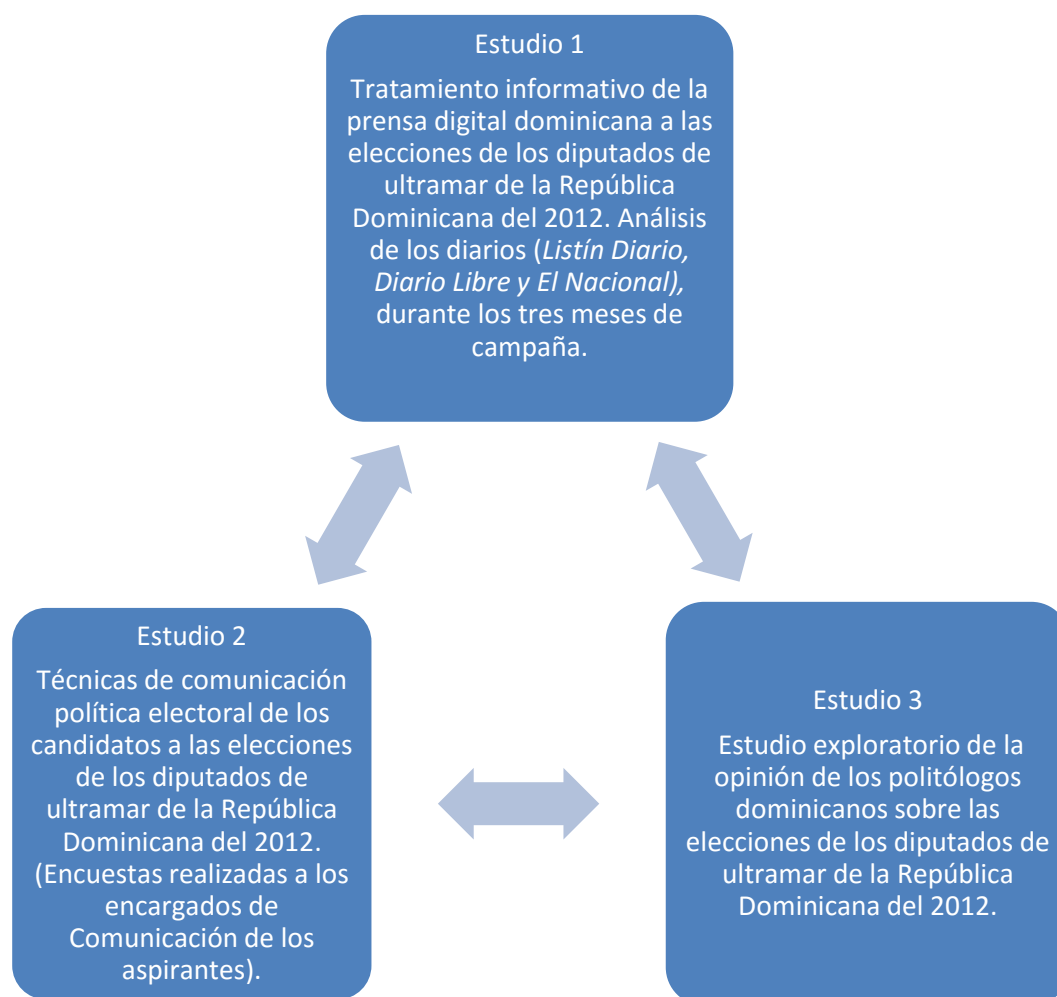 Estudio 1
Tratamiento informativo de la
prensa digital dominicana a las
elecciones de los diputados de
ultramar de la República
Dominicana del 2012. Análisis
de los diarios (Listín Diario,
Diario Libre y El Nacional),
durante los tres meses de
campaña.
Estudio 2
Técnicas de comunicación
política electoral de los
candidatos a las elecciones
de los diputados de
ultramar de la República
Dominicana del 2012.
(Encuestas realizadas a los
encargados de
Comunicación de los
aspirantes).
Estudio 3
Estudio exploratorio de la
opinión de los politólogos
dominicanos sobre las
elecciones de los diputados de
ultramar de la República
Dominicana del 2012.